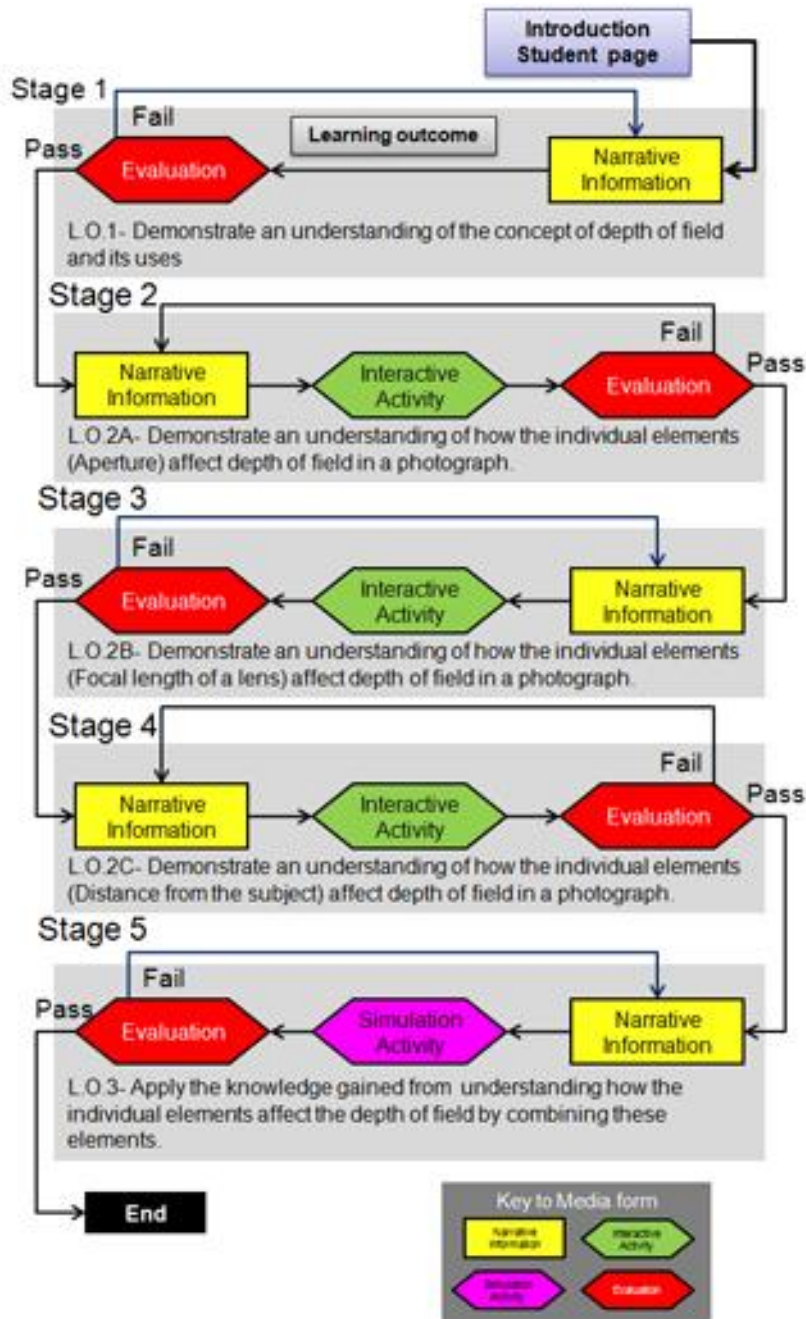 Introduction
Student page
Stage 1
Fail
Pass
Learning outcome
Evaluation
Narrative
Information
L.O.1- Demonstrate an understanding of the concept of depth of field
and its uses
Stage 2
Fail
Pass
Narrative
Information
Interactive
Activity
Evaluation
L.O.2A- Demonstrate an understanding of how the individual elements
(Aperture) affect depth of field in a photograph.
Stage 3
Fail
Pass
Evaluation
Interactive
Activity
Narrative
Information
L.O.2B- Demonstrate an understanding of how the individual elements
(Focal length of a lens) affect depth of field in a photograph.
Stage 4
Fail
Pass
Narrative
Information
Interactive
Activity
Evaluation
L.O.2C- Demonstrate an understanding of how the individual elements
(Distance from the subject) affect depth of field in a photograph.
Stage 5
Fail
Pass
Evaluation
Simulation
Activity
Narrative
Information
L.O.3- Apply the knowledge gained from understanding how the
individual elements affect the depth of field by combining these
elements.
End
Key to Media form
Narrative
Information
Interactive
Activity
Simulation
Activity
Evaluation